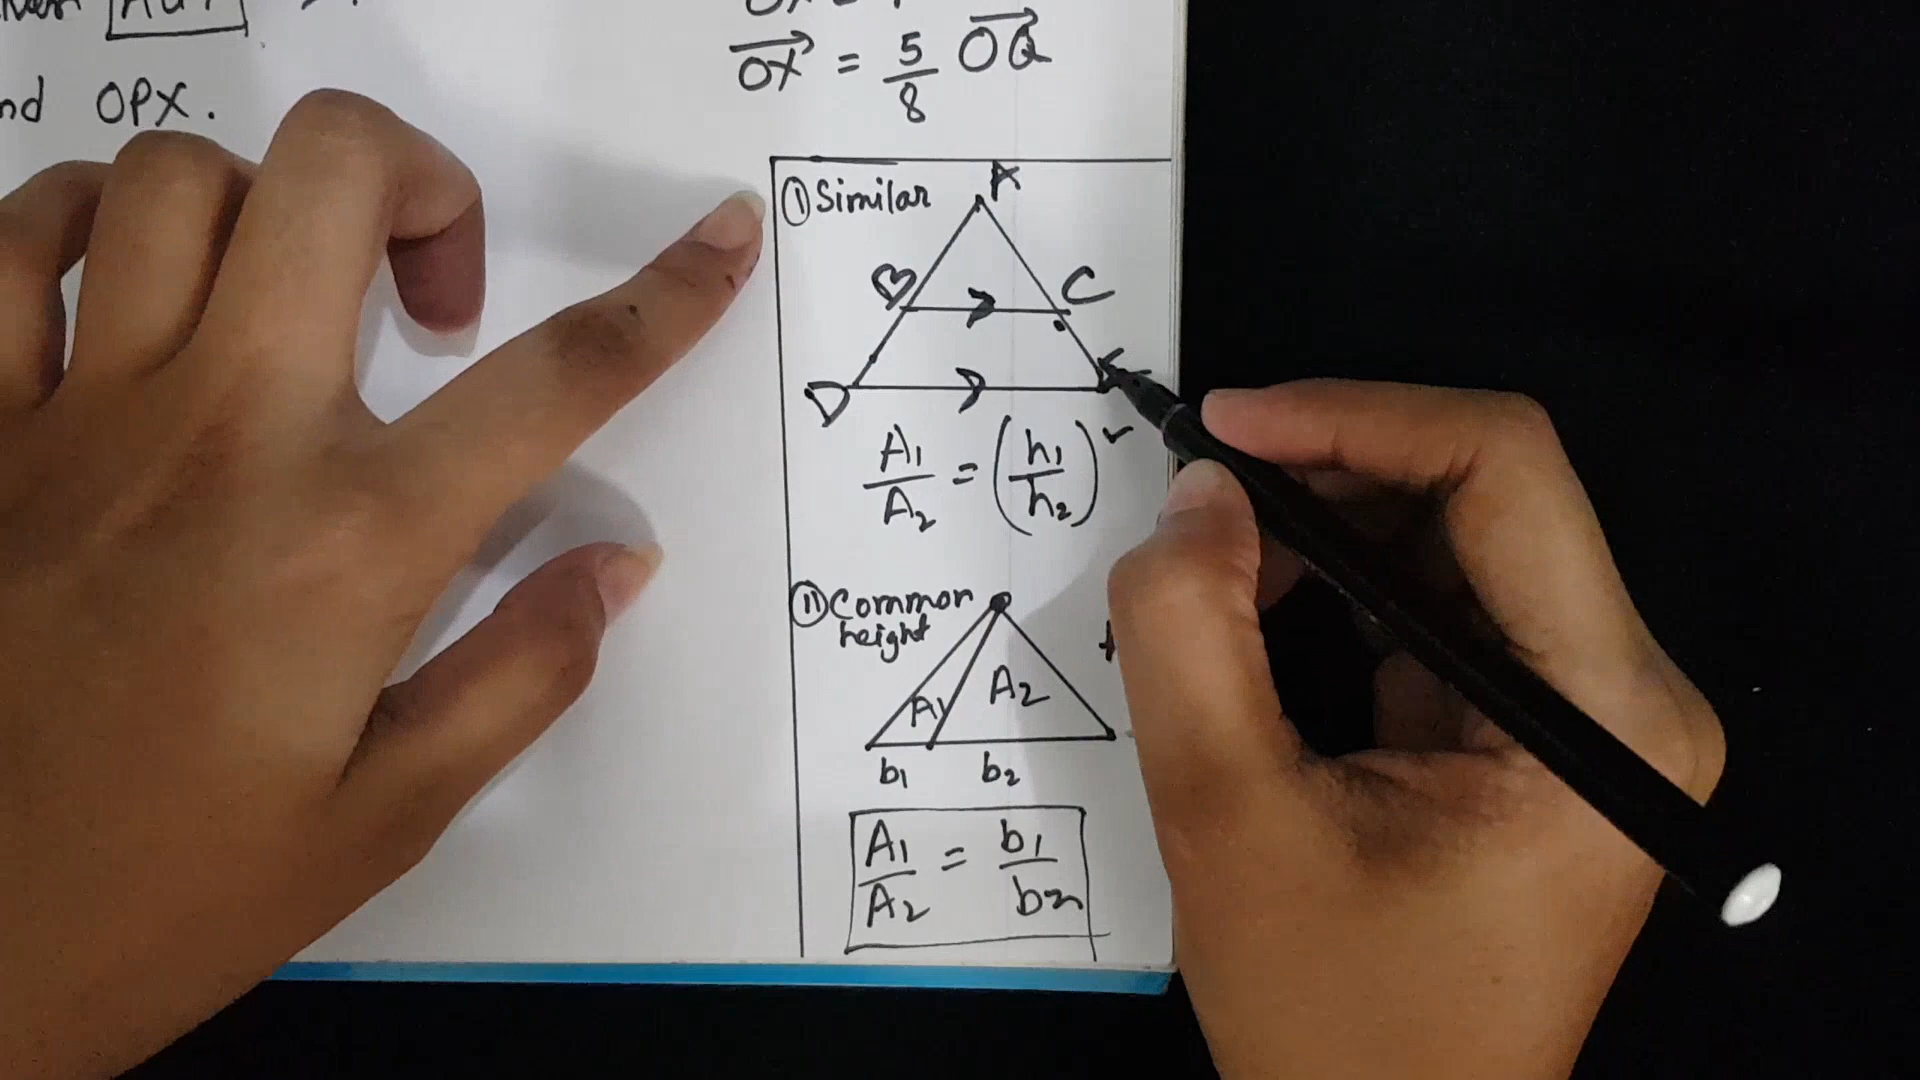 nd OPX.
OX = 5/8 OQ
① Similar
A
B C
D
A₁/A₂ = (h₁/h₂)²
② Common
height
A₁ A₂
b₁ b₂
A₁/A₂ = b₁/b₂